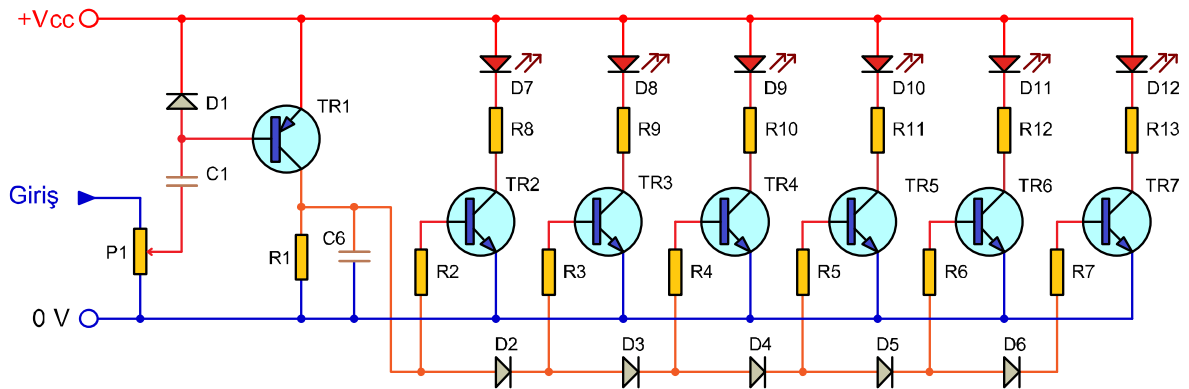 +Vcc
D1
TR1
D7
D8
D9
D10
D11
D12
R8
R9
R10
R11
R12
R13
C1
TR2
TR3
TR4
TR5
TR6
TR7
Giriş
P1
R1
C6
R2
R3
R4
R5
R6
R7
0 V
D2
D3
D4
D5
D6